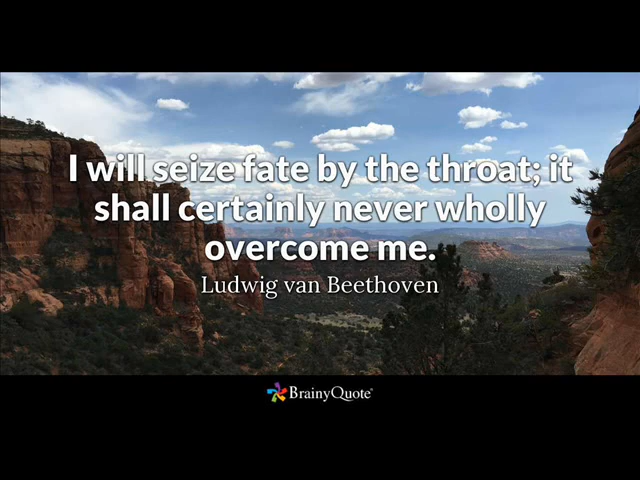 I will seize fate by the throat; it
shall certainly never wholly
overcome me.
Ludwig van Beethoven
BrainyQuote